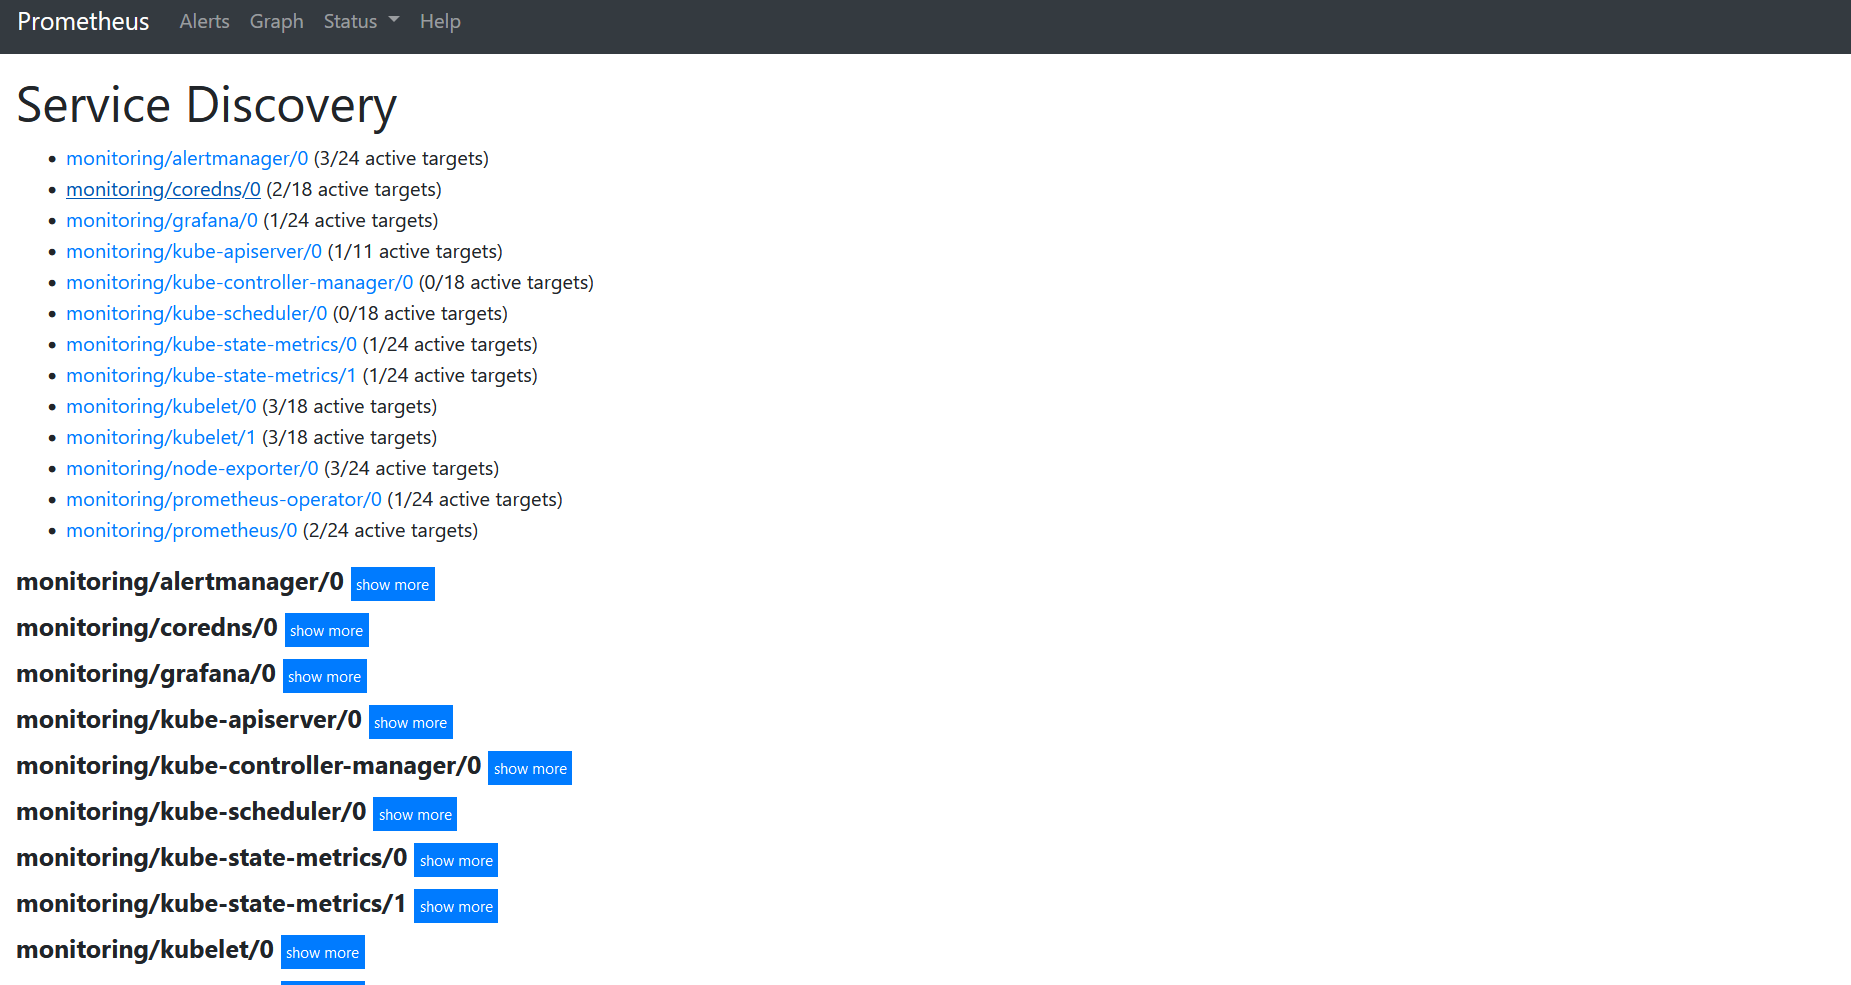 Prometheus Alerts Graph Status Help
Service Discovery
monitoring/alertmanager/0 (3/24 active targets)
monitoring/coredns/0 (2/18 active targets)
monitoring/grafana/0 (1/24 active targets)
monitoring/kube-apiserver/0 (1/11 active targets)
monitoring/kube-controller-manager/0 (0/18 active targets)
monitoring/kube-scheduler/0 (0/18 active targets)
monitoring/kube-state-metrics/0 (1/24 active targets)
monitoring/kube-state-metrics/1 (1/24 active targets)
monitoring/kubelet/0 (3/18 active targets)
monitoring/kubelet/1 (3/18 active targets)
monitoring/node-exporter/0 (3/24 active targets)
monitoring/prometheus-operator/0 (1/24 active targets)
monitoring/prometheus/0 (2/24 active targets)
monitoring/alertmanager/0 show more
monitoring/coredns/0 show more
monitoring/grafana/0 show more
monitoring/kube-apiserver/0 show more
monitoring/kube-controller-manager/0 show more
monitoring/kube-scheduler/0 show more
monitoring/kube-state-metrics/0 show more
monitoring/kube-state-metrics/1 show more
monitoring/kubelet/0 show more